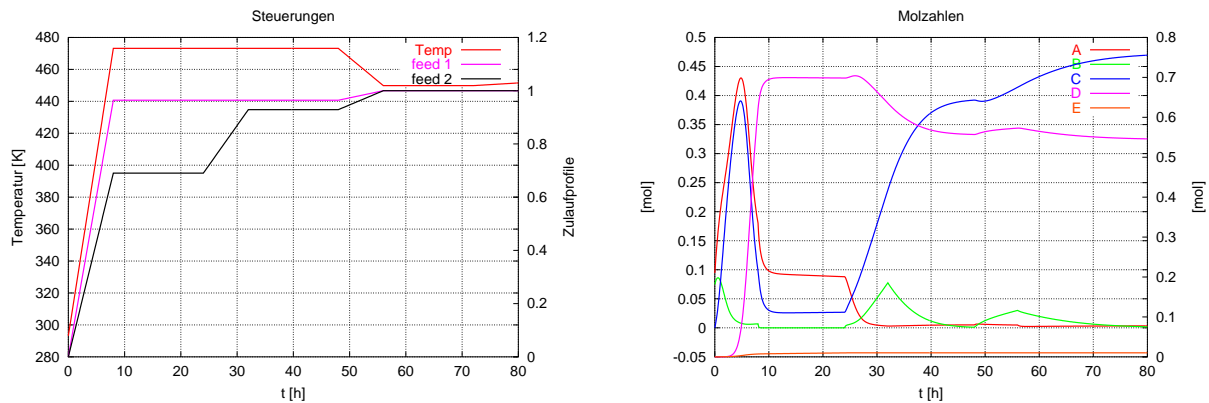 Steuerungen
480
460
440
420
400
380
360
340
320
300
280
Temperatur [K]
Temp
feed 1
feed 2
1.2
1
0.8
0.6
0.4
0.2
0
Zulaufprofile
0 10 20 30 40 50 60 70 80
t [h]
Molzahlen
0.5
0.45
0.4
0.35
0.3
0.25
0.2
0.15
0.1
0.05
0
-0.05
[mol]
A
B
C
D
E
0.8
0.7
0.6
0.5
0.4
0.3
0.2
0.1
0
[mol]
0 10 20 30 40 50 60 70 80
t [h]